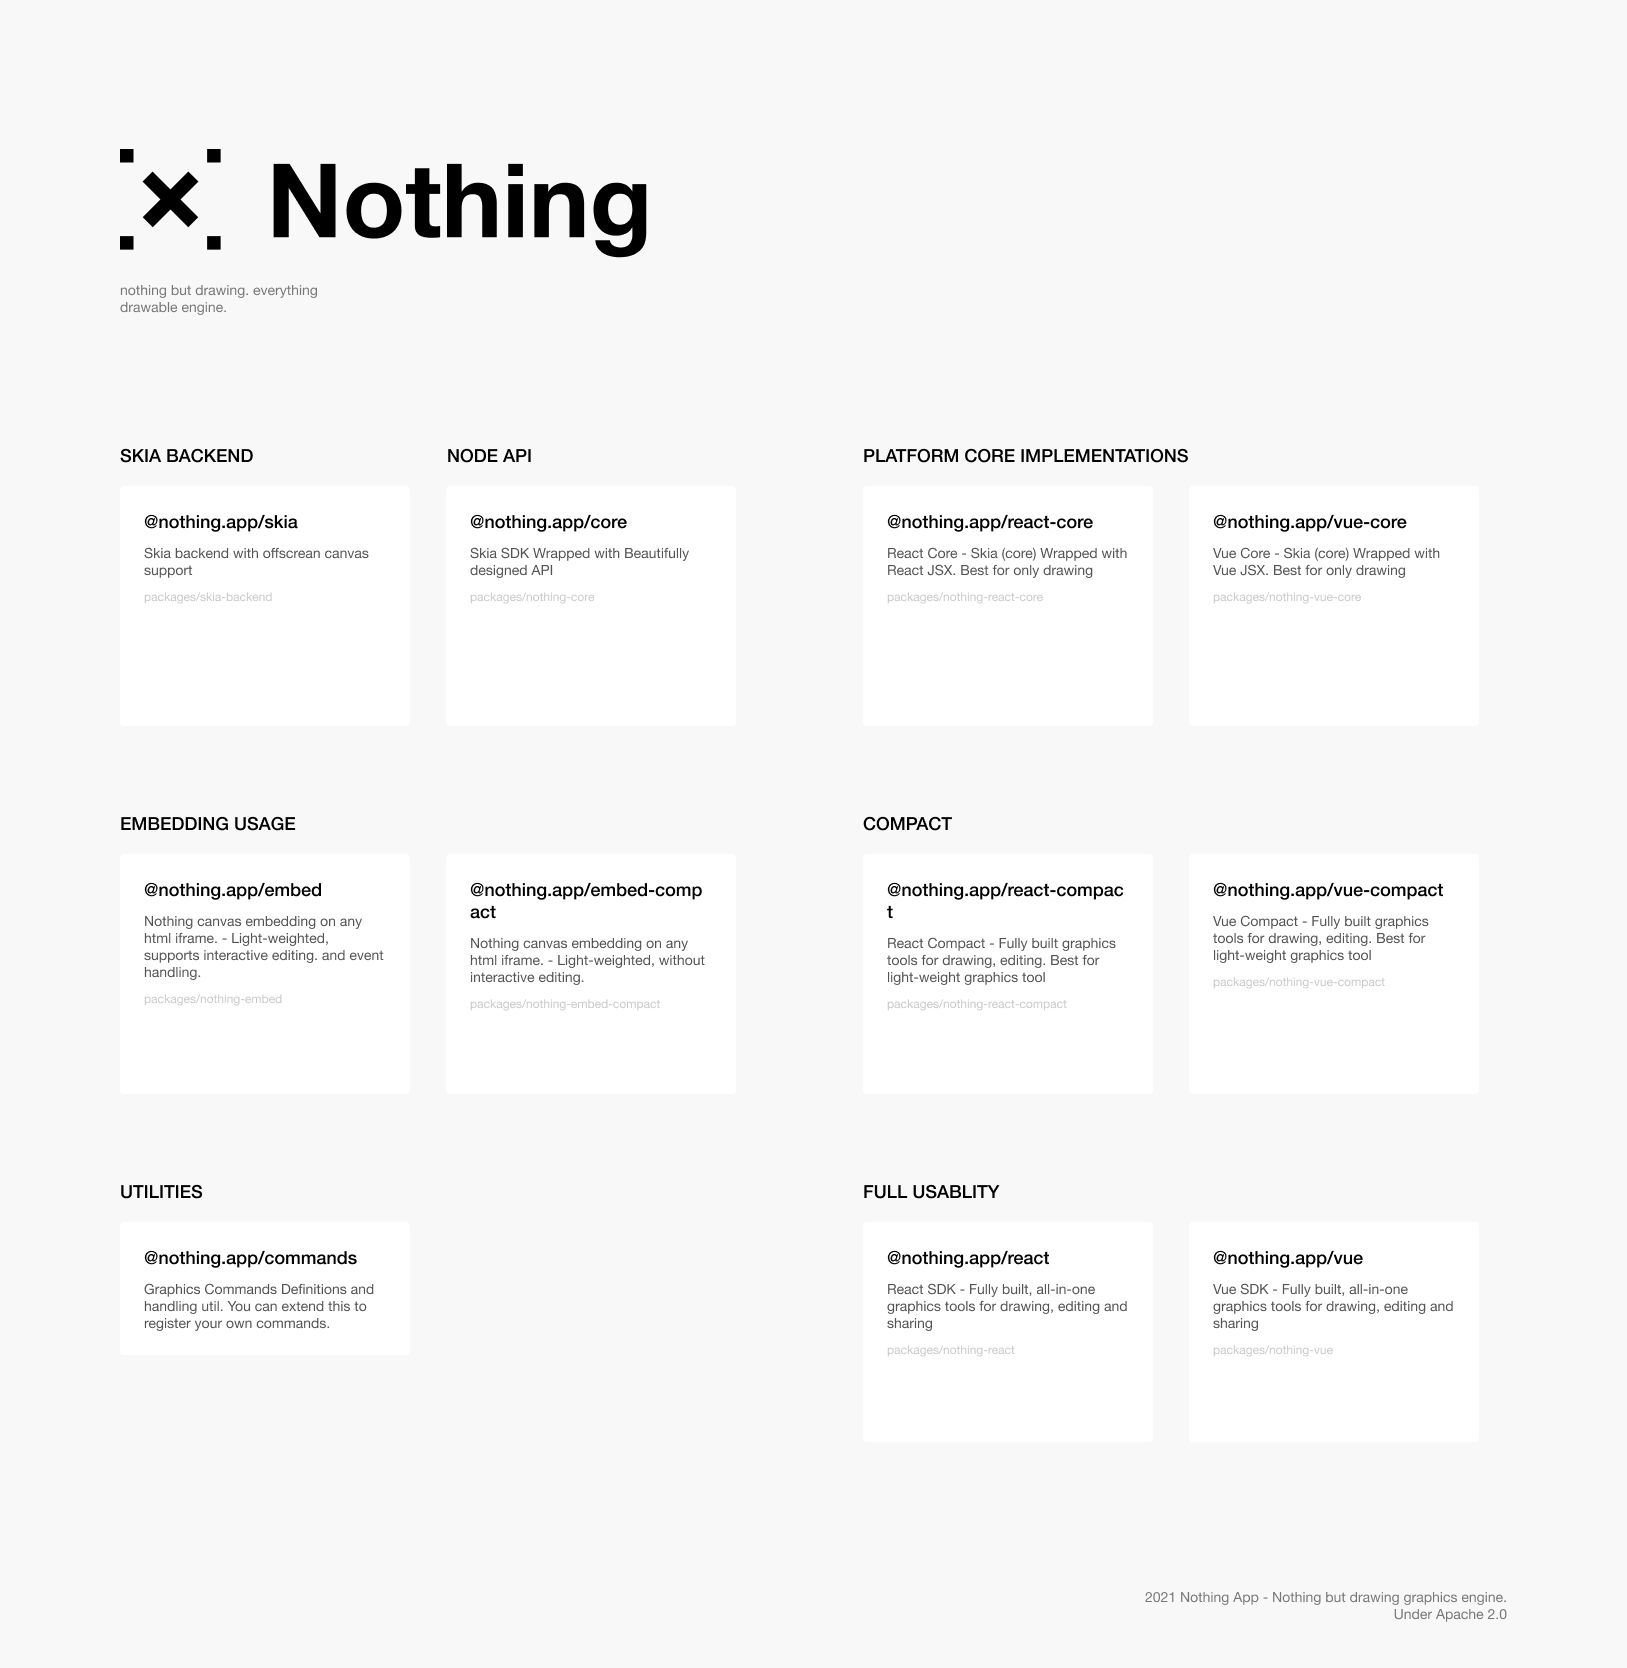 Nothing
nothing but drawing. everything
drawable engine.
SKIA BACKEND
@nothing.app/skia
Skia backend with offscrean canvas
support
packages/skia-backend
NODE API
@nothing.app/core
Skia SDK Wrapped with Beautifully
designed API
packages/nothing-core
PLATFORM CORE IMPLEMENTATIONS
@nothing.app/react-core
React Core - Skia (core) Wrapped with
React JSX. Best for only drawing
packages/nothing-react-core
@nothing.app/vue-core
Vue Core - Skia (core) Wrapped with
Vue JSX. Best for only drawing
packages/nothing-vue-core
EMBEDDING USAGE
@nothing.app/embed
Nothing canvas embedding on any
html iframe. - Light-weighted,
supports interactive editing. and event
handling.
packages/nothing-embed
@nothing.app/embed-comp
act
Nothing canvas embedding on any
html iframe. - Light-weighted, without
interactive editing.
packages/nothing-embed-compact
COMPACT
@nothing.app/react-compac
t
React Compact - Fully built graphics
tools for drawing, editing. Best for
light-weight graphics tool
packages/nothing-react-compact
@nothing.app/vue-compact
Vue Compact - Fully built graphics
tools for drawing, editing. Best for
light-weight graphics tool
packages/nothing-vue-compact
UTILITIES
@nothing.app/commands
Graphics Commands Definitions and
handling util. You can extend this to
register your own commands.
FULL USABLITY
@nothing.app/react
React SDK - Fully built, all-in-one
graphics tools for drawing, editing and
sharing
packages/nothing-react
@nothing.app/vue
Vue SDK - Fully built, all-in-one
graphics tools for drawing, editing and
sharing
packages/nothing-vue
2021 Nothing App - Nothing but drawing graphics engine.
Under Apache 2.0